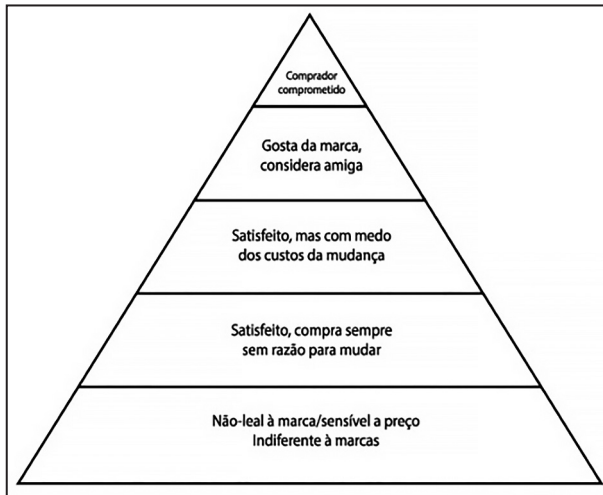 Comprador
comprometido
Gosta da marca,
considera amiga
Satisfeito, mas com medo
dos custos da mudança
Satisfeito, compra sempre
sem razão para mudar
Não-leal à marca/sensível a preço
Indiferente à marcas